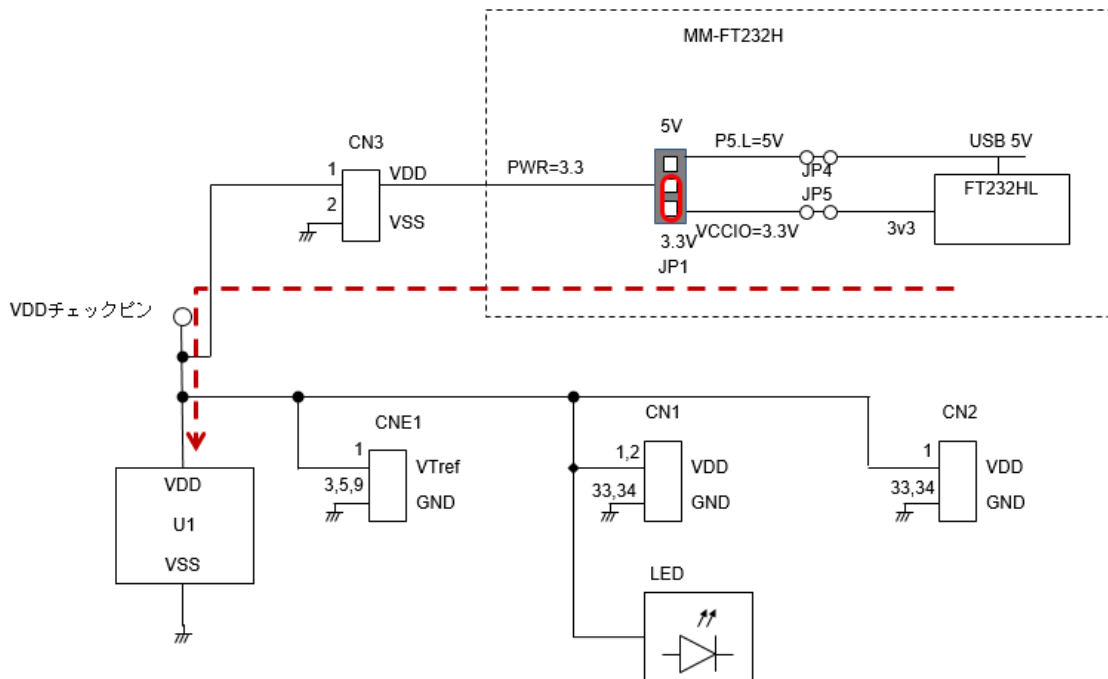 MM-FT232H
5V
P5.L=5V
USB 5V
CN3
JP4
1
VDD
PWR=3.3
FT232HL
JP5
2
VSS
3.3V
VCCIO=3.3V
3v3
JP1
VDDチェックピン
CNE1
CN1
CN2
1
VTref
1,2
VDD
1
VDD
3,5,9
GND
33,34
GND
33,34
GND
VDD
U1
VSS
LED